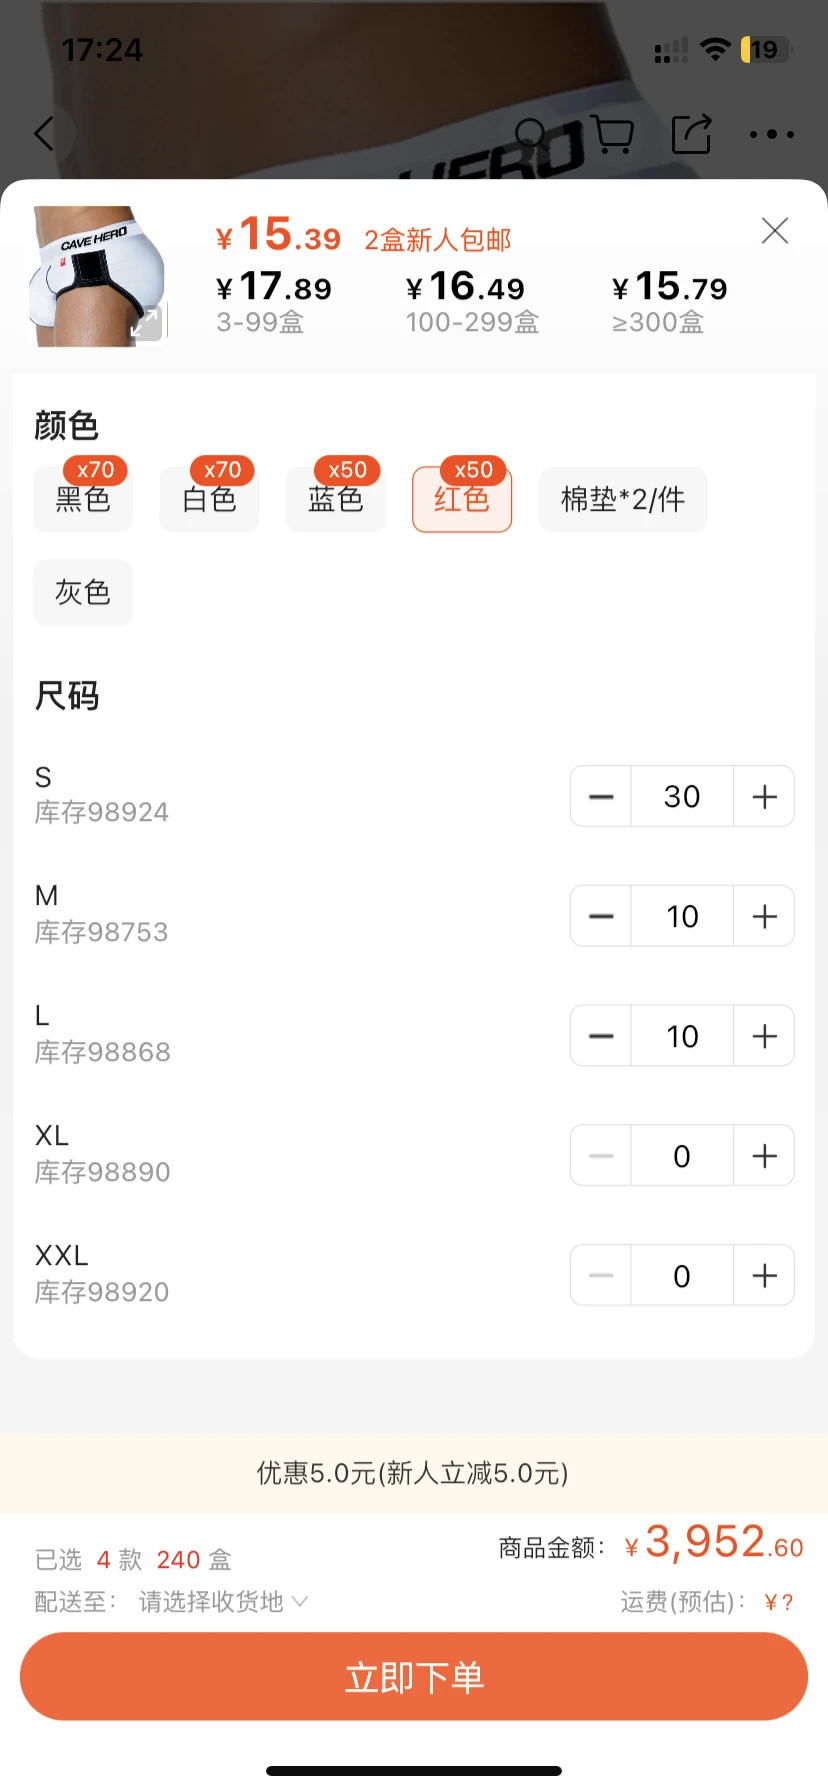 17:24
19
HERO
CAVE HERO
¥15.39 2盒新人包邮
¥17.89 ¥16.49 ¥15.79
3-99盒 100-299盒 ≥300盒
颜色
x70 x70 x50 x50
黑色 白色 蓝色 红色 棉垫*2/件
灰色
尺码
S
库存98924
30
M
库存98753
10
L
库存98868
10
XL
库存98890
0
XXL
库存98920
0
优惠5.0元(新人立减5.0元)
已选 4 款 240 盒 商品金额: ¥3,952.60
配送至: 请选择收货地 运费(预估): ¥?
立即下单